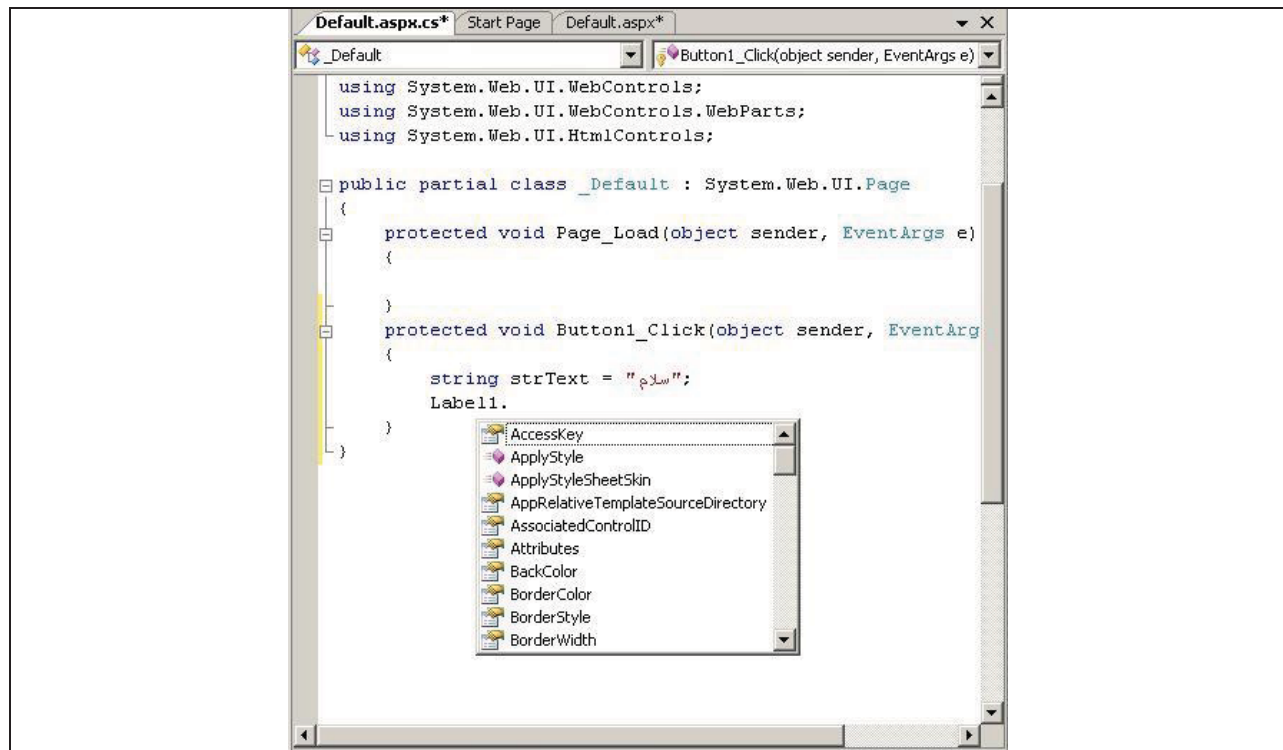 Default.aspx.cs* Start Page Default.aspx*
_Default Button1_Click(object sender, EventArgs e)
using System.Web.UI.WebControls;
using System.Web.UI.WebControls.WebParts;
using System.Web.UI.HtmlControls;
public partial class _Default : System.Web.UI.Page
{
protected void Page_Load(object sender, EventArgs e)
{
}
protected void Button1_Click(object sender, EventArg
{
string strText = "سلام";
Label1.
}
}
AccessKey
ApplyStyle
ApplyStyleSheetSkin
AppRelativeTemplateSourceDirectory
AssociatedControlID
Attributes
BackColor
BorderColor
BorderStyle
BorderWidth